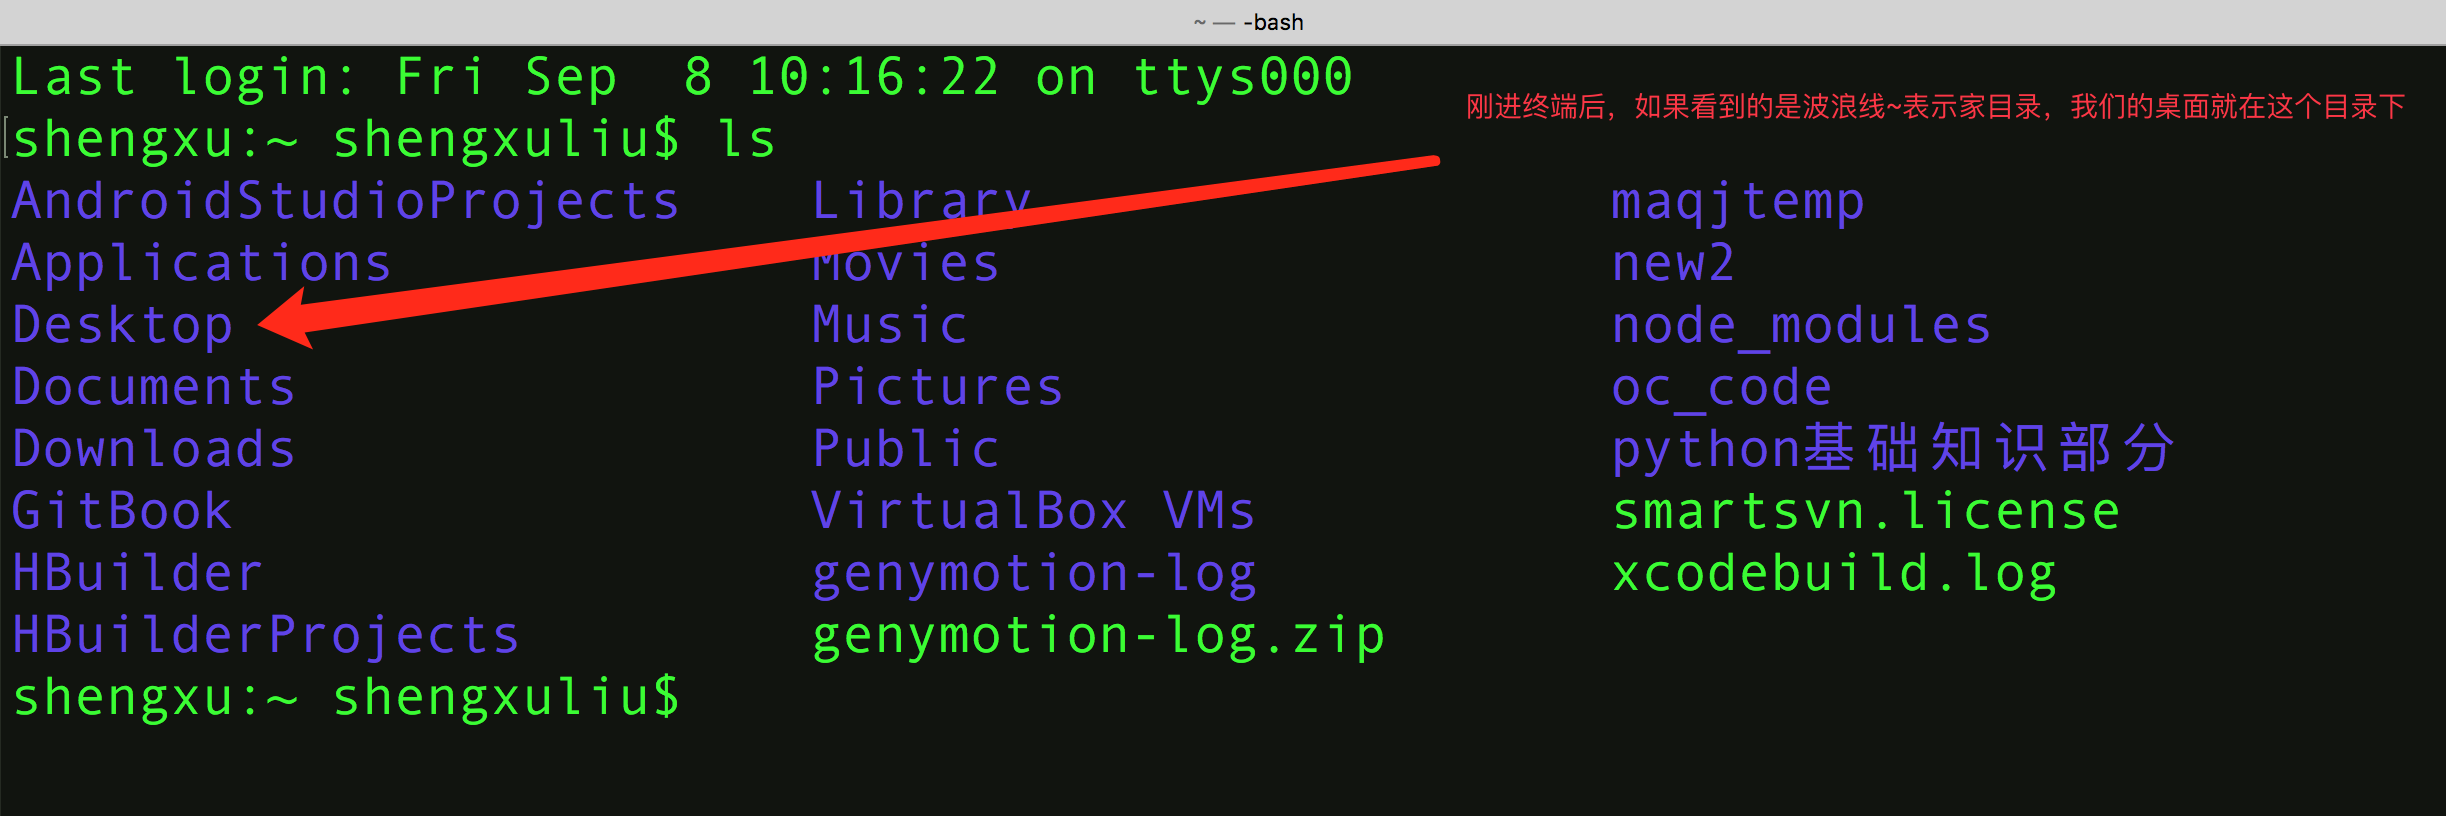 ~ — -bash
Last login: Fri Sep  8 10:16:22 on ttys000
刚进终端后，如果看到的是波浪线~表示家目录，我们的桌面就在这个目录下
shengxu:~ shengxuliu$ ls
AndroidStudioProjects Library maqjtemp
Applications Movies new2
Desktop Music node_modules
Documents Pictures oc_code
Downloads Public python基础知识部分
GitBook VirtualBox VMs smartsvn.license
HBuilder genymotion-log xcodebuild.log
HBuilderProjects genymotion-log.zip
shengxu:~ shengxuliu$